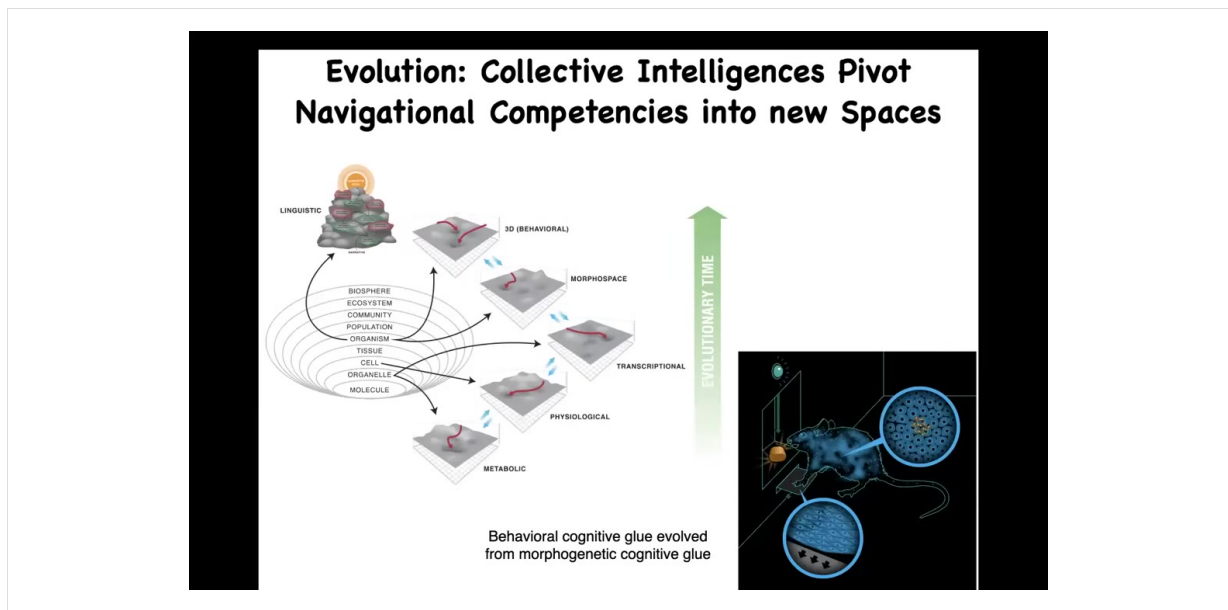 Evolution: Collective Intelligences Pivot
Navigational Competencies into new Spaces
LINGUISTIC
3D (BEHAVIORAL)
MORPHOSPACE
TRANSCRIPTIONAL
PHYSIOLOGICAL
METABOLIC
BIOSPHERE
ECOSYSTEM
COMMUNITY
POPULATION
ORGANISM
TISSUE
CELL
ORGANELLE
MOLECULE
EVOLUTIONARY TIME
Behavioral cognitive glue evolved
from morphogenetic cognitive glue